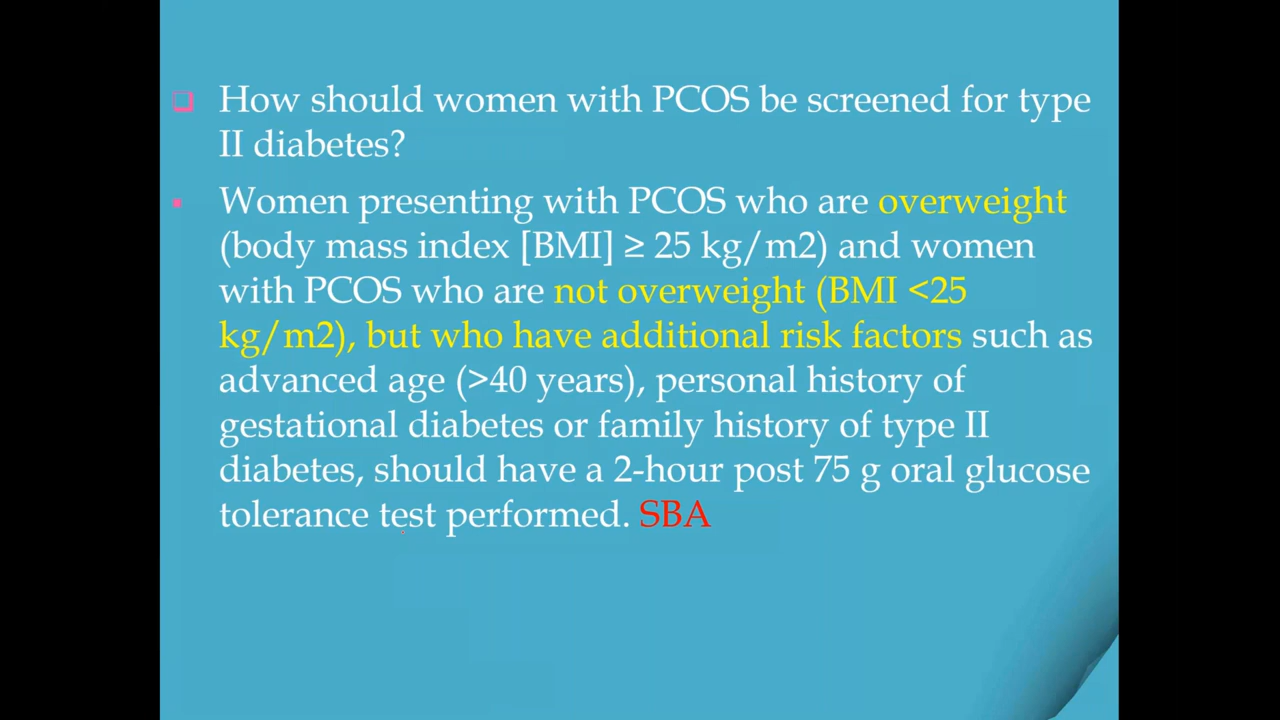 How should women with PCOS be screened for type
II diabetes?
Women presenting with PCOS who are overweight
(body mass index [BMI] ≥ 25 kg/m2) and women
with PCOS who are not overweight (BMI <25
kg/m2), but who have additional risk factors such as
advanced age (>40 years), personal history of
gestational diabetes or family history of type II
diabetes, should have a 2-hour post 75 g oral glucose
tolerance test performed. SBA